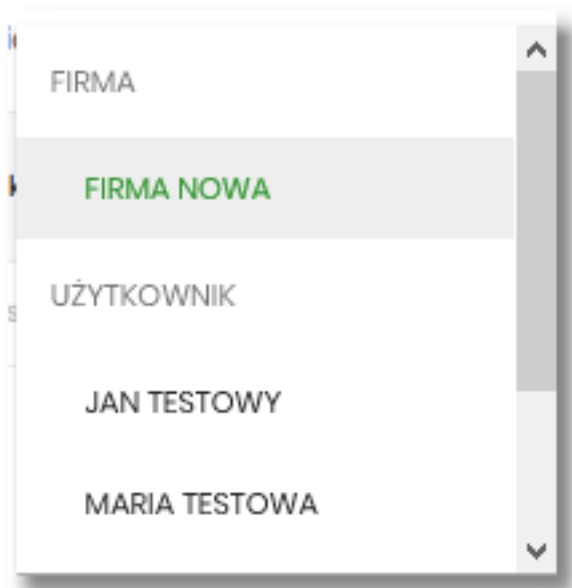 FIRMA
FIRMA NOWA
UŻYTKOWNIK
JAN TESTOWY
MARIA TESTOWA